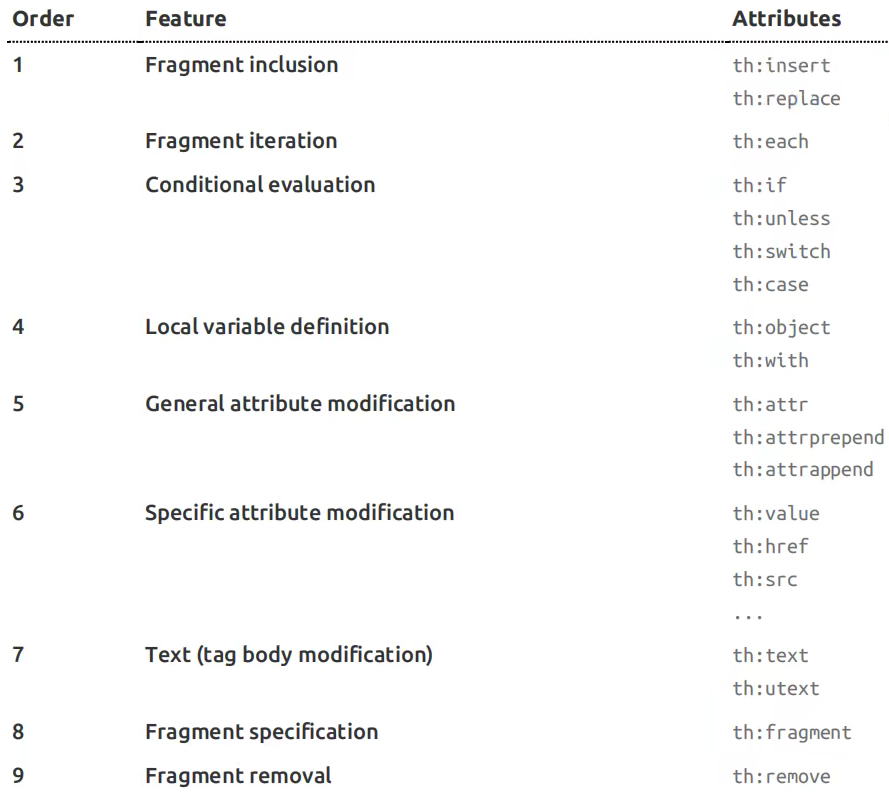 Order Feature Attributes
1 Fragment inclusion th:insert
th:replace
2 Fragment iteration th:each
3 Conditional evaluation th:if
th:unless
th:switch
th:case
4 Local variable definition th:object
th:with
5 General attribute modification th:attr
th:attrprepend
th:attrappend
6 Specific attribute modification th:value
th:href
th:src
...
7 Text (tag body modification) th:text
th:utext
8 Fragment specification th:fragment
9 Fragment removal th:remove